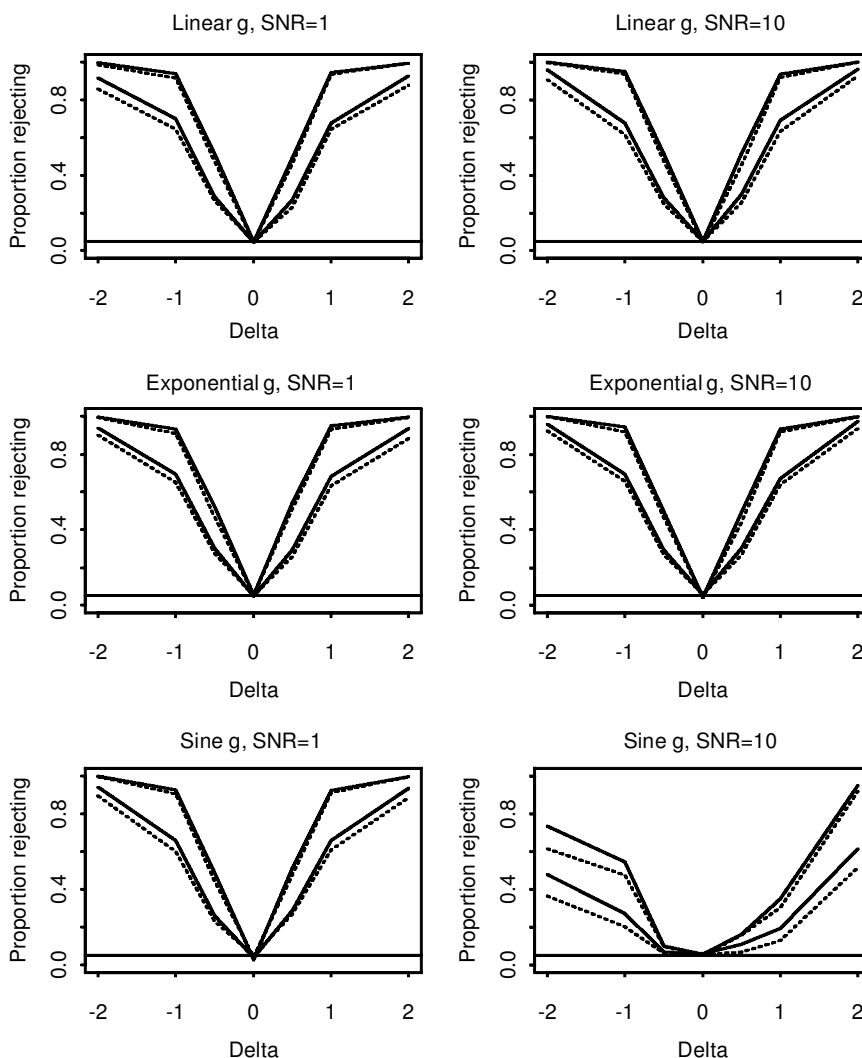 Linear g, SNR=1
Proportion rejecting
0.8
0.4
0.0
-2 -1 0 1 2
Delta
Linear g, SNR=10
Proportion rejecting
0.8
0.4
0.0
-2 -1 0 1 2
Delta
Exponential g, SNR=1
Proportion rejecting
0.8
0.4
0.0
-2 -1 0 1 2
Delta
Exponential g, SNR=10
Proportion rejecting
0.8
0.4
0.0
-2 -1 0 1 2
Delta
Sine g, SNR=1
Proportion rejecting
0.8
0.4
0.0
-2 -1 0 1 2
Delta
Sine g, SNR=10
Proportion rejecting
0.8
0.4
0.0
-2 -1 0 1 2
Delta